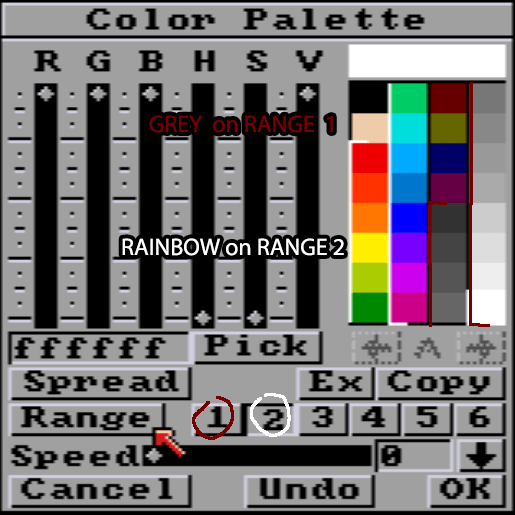 Color Palette
R G B H S V
GREY on RANGE 1
RAINBOW on RANGE 2
ffffff Pick
Spread Ex Copy
Range 1 2 3 4 5 6
Speed 0
Cancel Undo OK